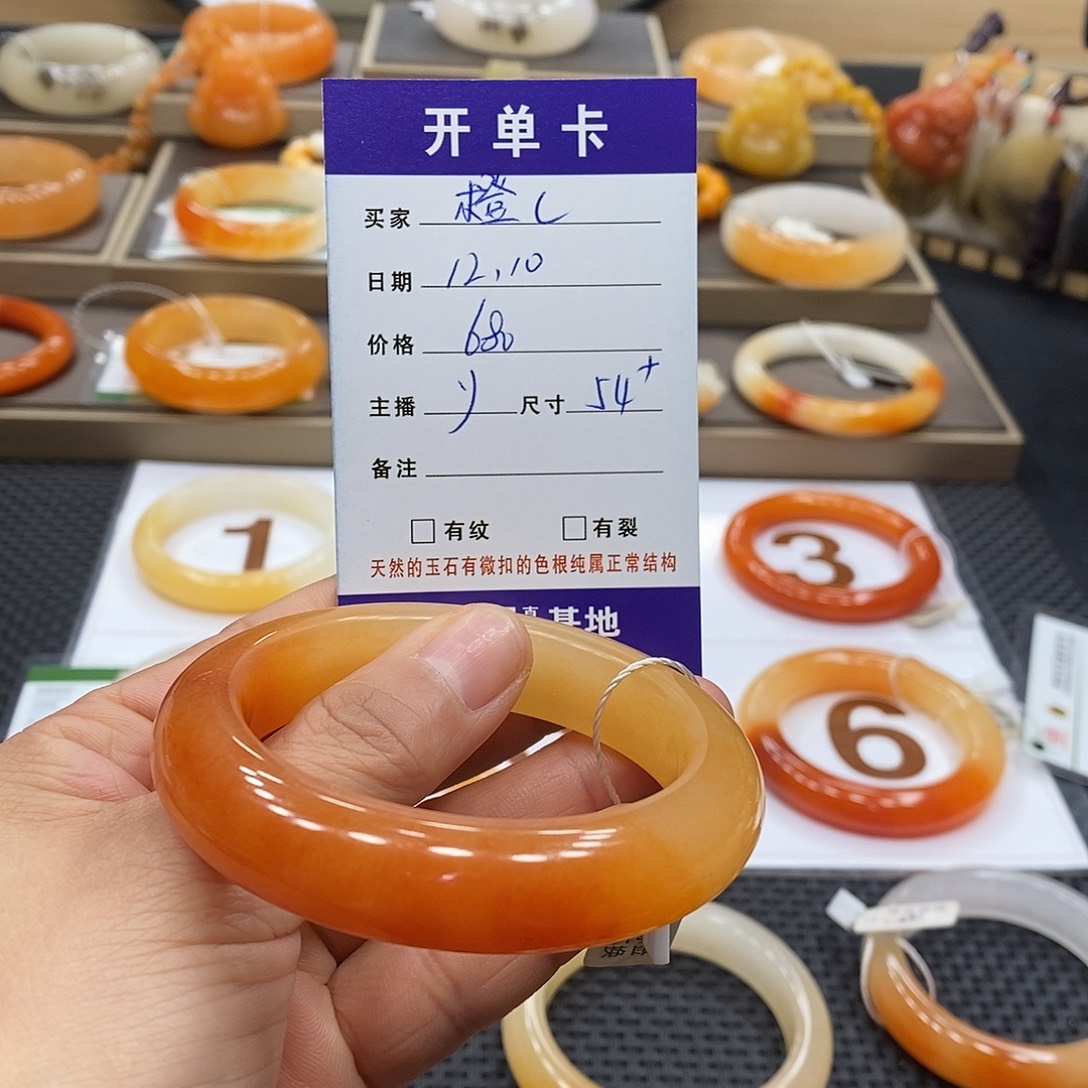 开单卡
买家 橙し
日期 12.10
价格 680
主播 尺寸 54+
备注
□有纹 □有裂
天然的玉石有微扣的色根纯属正常结构
基地
1
3
6